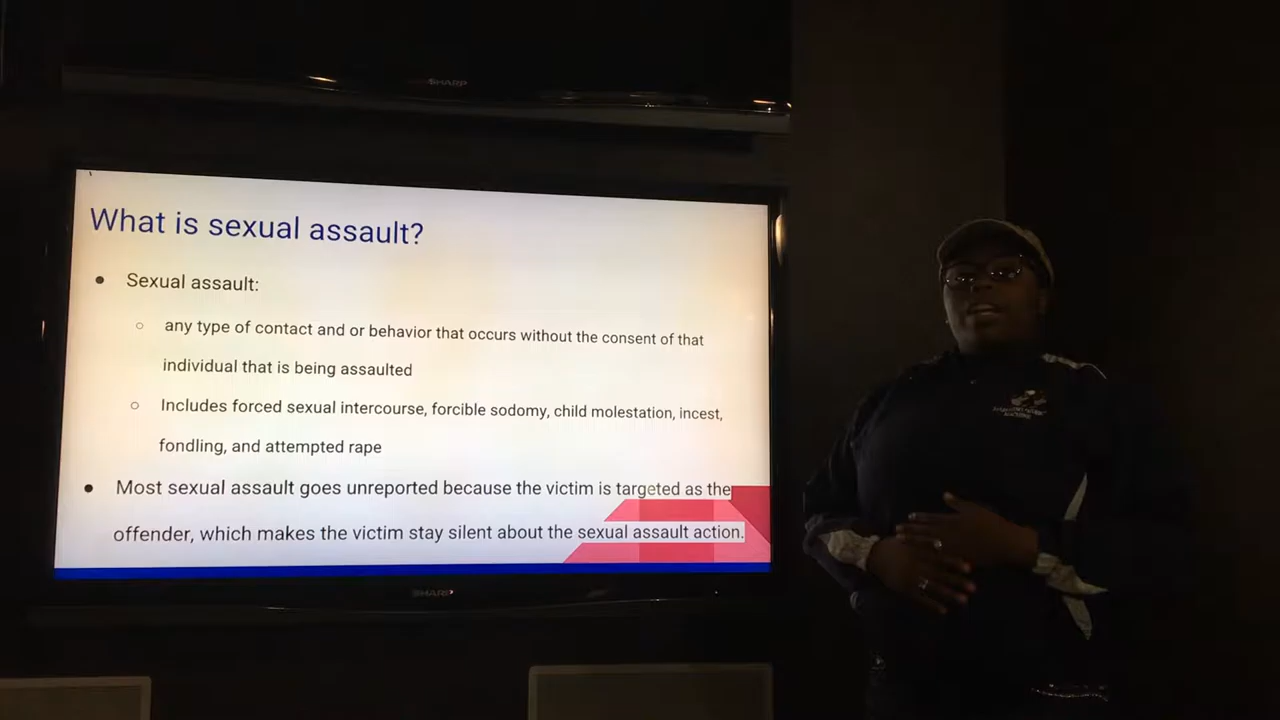 SHARP
What is sexual assault?
● Sexual assault:
○ any type of contact and or behavior that occurs without the consent of that
individual that is being assaulted
○ Includes forced sexual intercourse, forcible sodomy, child molestation, incest,
fondling, and attempted rape
● Most sexual assault goes unreported because the victim is targeted as the
offender, which makes the victim stay silent about the sexual assault action.
SHARP